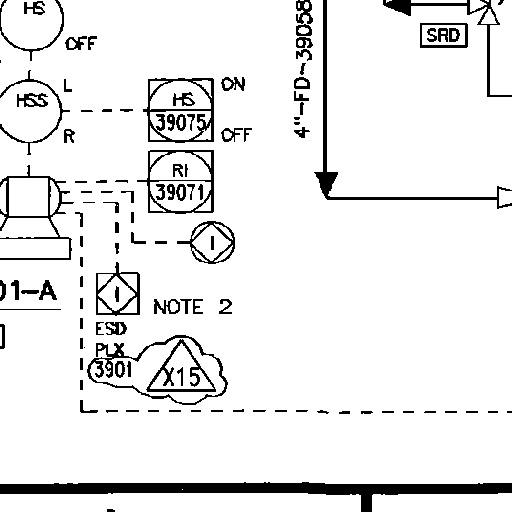 HS
OFF
4"-FD-39058
SRD
L
HSS
R
ON
HS
39075
OFF
RI
39071
I
01-A
I
NOTE 2
ESD
PLX
3901
X15